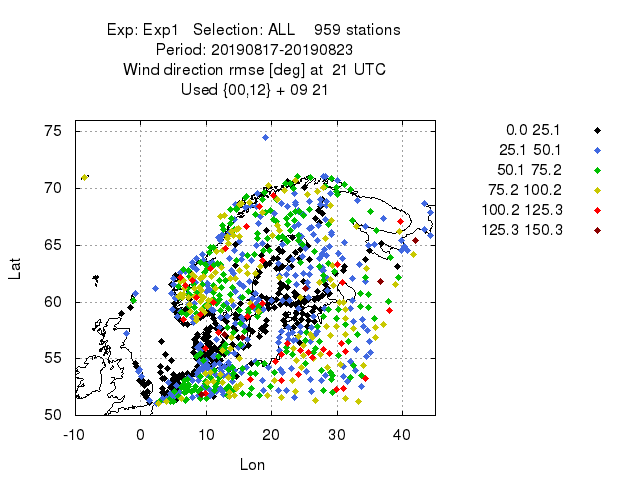 Exp: Exp1 Selection: ALL 959 stations
Period: 20190817-20190823
Wind direction rmse [deg] at 21 UTC
Used {00,12} + 09 21
0.0 25.1
25.1 50.1
50.1 75.2
75.2 100.2
100.2 125.3
125.3 150.3
75
70
65
60
55
50
Lat
-10 0 10 20 30 40
Lon